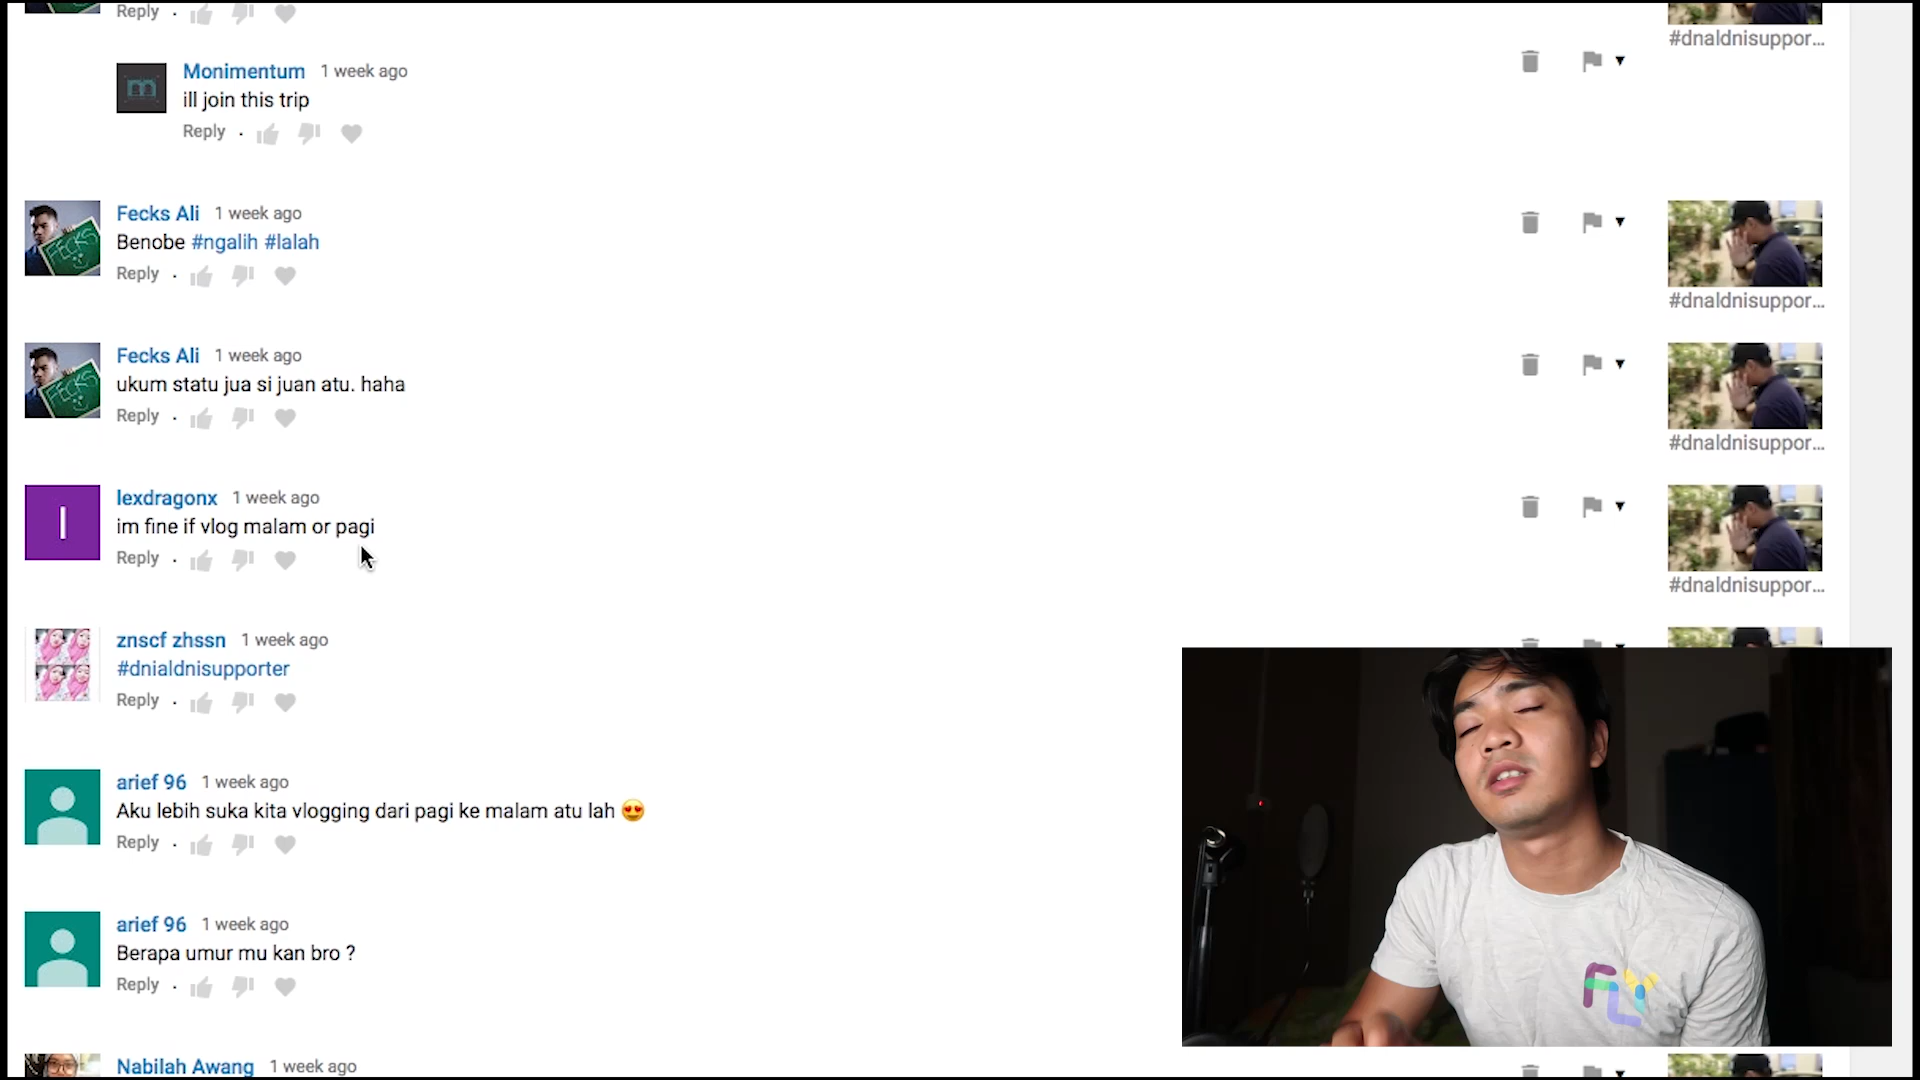 Reply .
#dnaldnisuppor...
m
Monimentum 1 week ago
ill join this trip
Reply .
FECKS
Fecks Ali 1 week ago
Benobe #ngalih #lalah
Reply .
#dnaldnisuppor...
FECKS
Fecks Ali 1 week ago
ukum statu jua si juan atu. haha
Reply .
#dnaldnisuppor...
l
lexdragonx 1 week ago
im fine if vlog malam or pagi
Reply .
#dnaldnisuppor...
znscf zhssn 1 week ago
#dnialdnisupporter
Reply .
arief 96 1 week ago
Aku lebih suka kita vlogging dari pagi ke malam atu lah 😍
Reply .
arief 96 1 week ago
Berapa umur mu kan bro ?
Reply .
FLY
Nabilah Awang 1 week ago